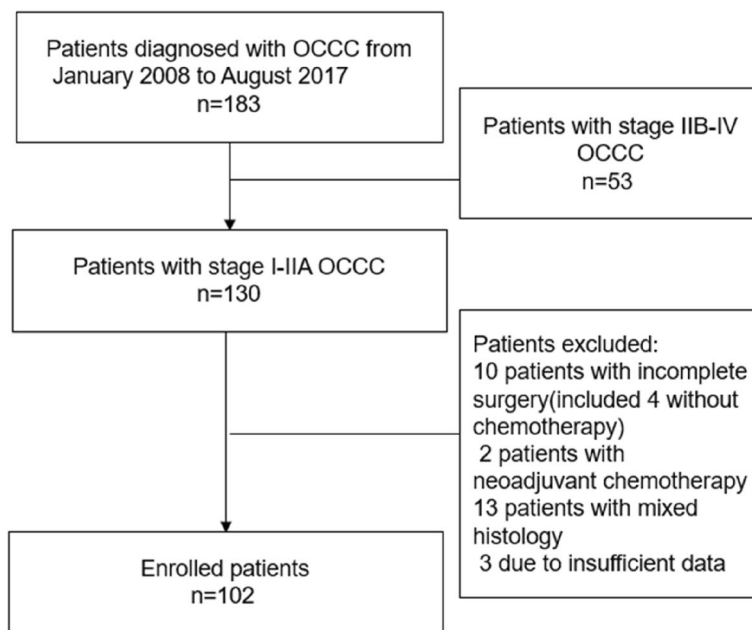 Patients diagnosed with OCCC from
January 2008 to August 2017
n=183
Patients with stage IIB-IV
OCCC
n=53
Patients with stage I-IIA OCCC
n=130
Patients excluded:
10 patients with incomplete
surgery(included 4 without
chemotherapy)
2 patients with
neoadjuvant chemotherapy
13 patients with mixed
histology
3 due to insufficient data
Enrolled patients
n=102